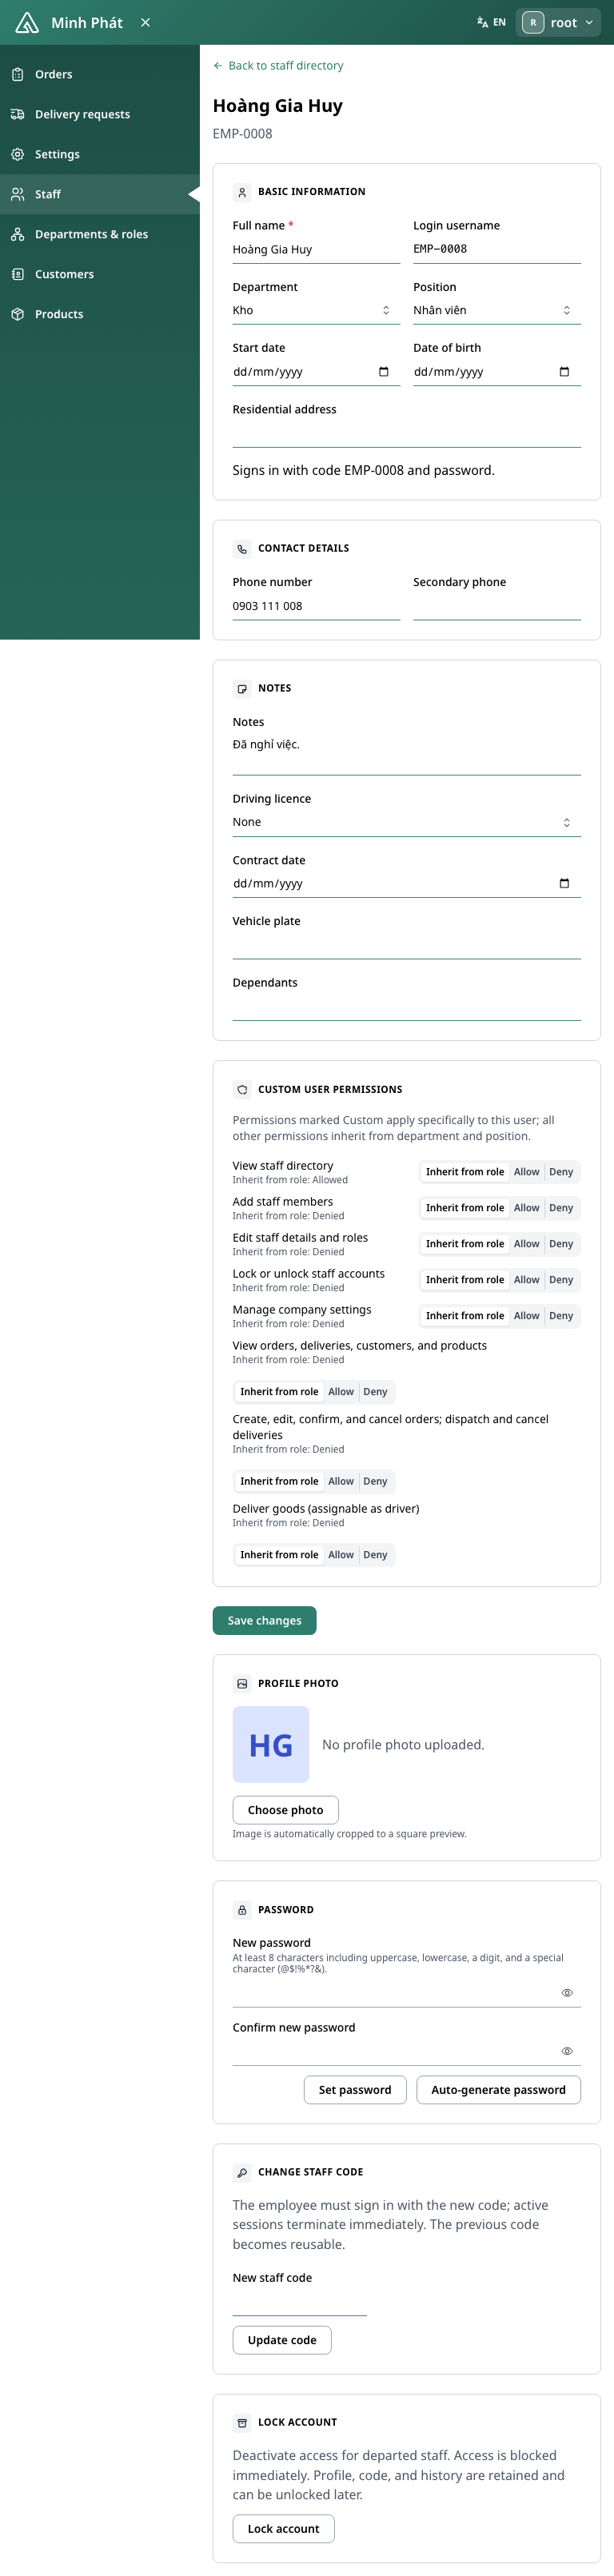 Minh Phát
EN
R
root
Orders
Delivery requests
Settings
Staff
Departments & roles
Customers
Products
Back to staff directory
Hoàng Gia Huy
EMP-0008
BASIC INFORMATION
Full name *
Login username
Hoàng Gia Huy
EMP-0008
Department
Position
Kho
Nhân viên
Start date
Date of birth
dd/mm/yyyy
dd/mm/yyyy
Residential address
Signs in with code EMP-0008 and password.
CONTACT DETAILS
Phone number
Secondary phone
0903 111 008
NOTES
Notes
Đã nghỉ việc.
Driving licence
None
Contract date
dd/mm/yyyy
Vehicle plate
Dependants
CUSTOM USER PERMISSIONS
Permissions marked Custom apply specifically to this user; all
other permissions inherit from department and position.
View staff directory
Inherit from role: Allowed
Inherit from role Allow Deny
Add staff members
Inherit from role: Denied
Inherit from role Allow Deny
Edit staff details and roles
Inherit from role: Denied
Inherit from role Allow Deny
Lock or unlock staff accounts
Inherit from role: Denied
Inherit from role Allow Deny
Manage company settings
Inherit from role: Denied
Inherit from role Allow Deny
View orders, deliveries, customers, and products
Inherit from role: Denied
Inherit from role Allow Deny
Create, edit, confirm, and cancel orders; dispatch and cancel
deliveries
Inherit from role: Denied
Inherit from role Allow Deny
Deliver goods (assignable as driver)
Inherit from role: Denied
Inherit from role Allow Deny
Save changes
PROFILE PHOTO
HG
No profile photo uploaded.
Choose photo
Image is automatically cropped to a square preview.
PASSWORD
New password
At least 8 characters including uppercase, lowercase, a digit, and a special
character (@$!%*?&).
Confirm new password
Set password
Auto-generate password
CHANGE STAFF CODE
The employee must sign in with the new code; active
sessions terminate immediately. The previous code
becomes reusable.
New staff code
Update code
LOCK ACCOUNT
Deactivate access for departed staff. Access is blocked
immediately. Profile, code, and history are retained and
can be unlocked later.
Lock account